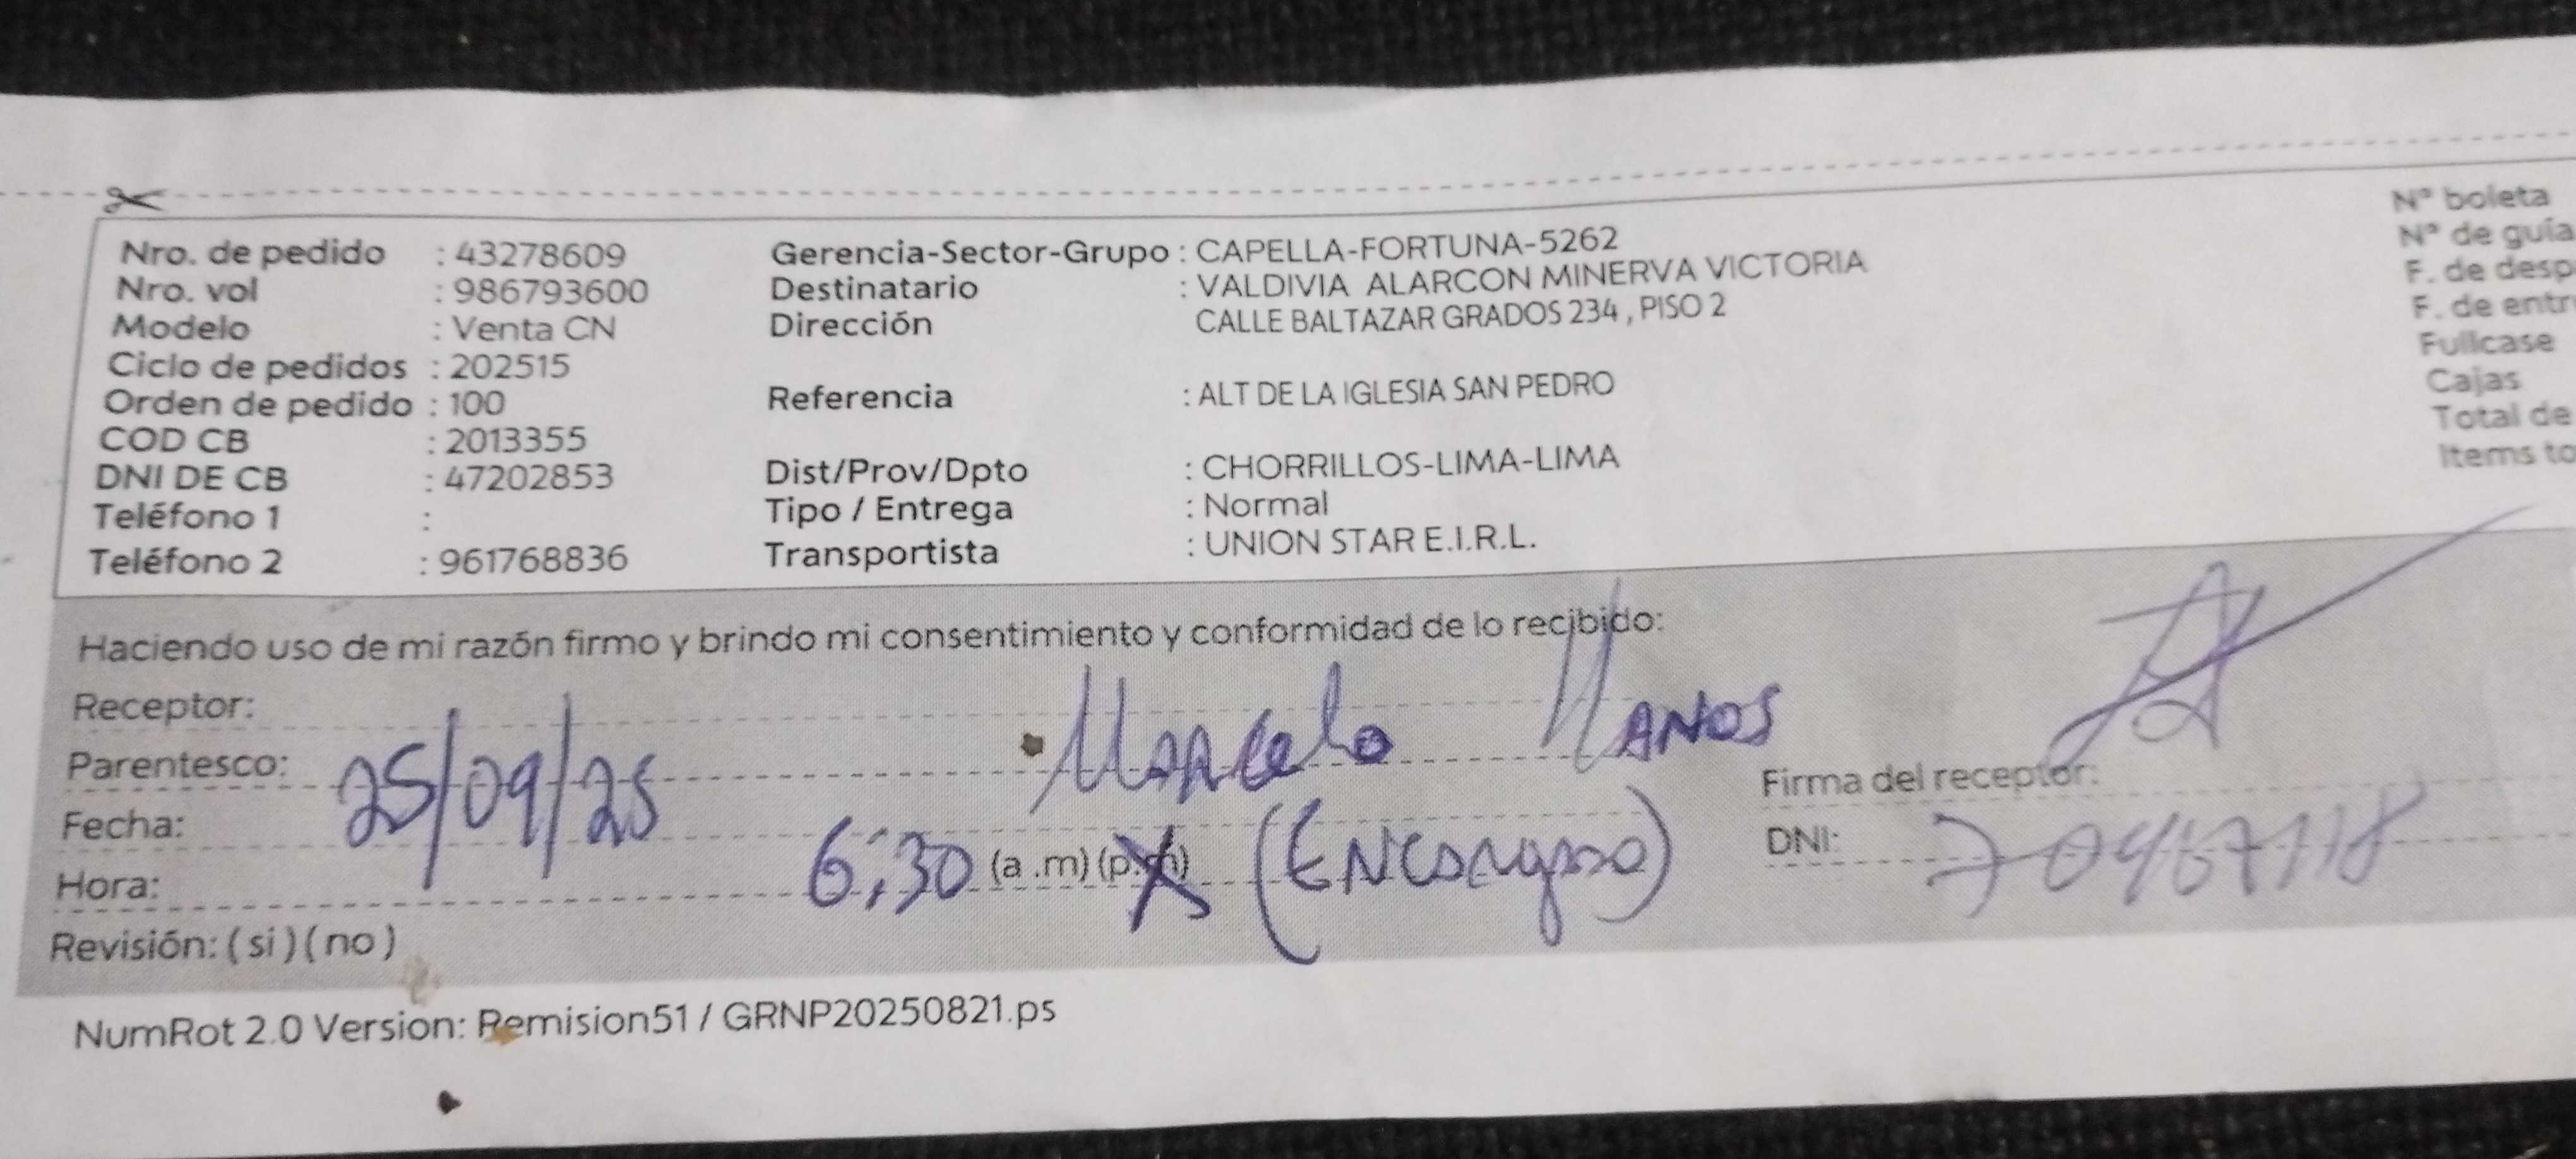 Nro. de pedido : 43278609
Nro. vol : 986793600
Modelo : Venta CN
Ciclo de pedidos : 202515
Orden de pedido : 100
COD CB : 2013355
DNI DE CB : 47202853
Teléfono 1 :
Teléfono 2 : 961768836
Gerencia-Sector-Grupo : CAPELLA-FORTUNA-5262
Destinatario : VALDIVIA ALARCON MINERVA VICTORIA
Dirección CALLE BALTAZAR GRADOS 234 , PISO 2
Referencia : ALT DE LA IGLESIA SAN PEDRO
Dist/Prov/Dpto : CHORRILLOS-LIMA-LIMA
Tipo / Entrega : Normal
Transportista : UNION STAR E.I.R.L.
Nº boleta
Nº de guía
F. de desp
F. de entr
Fullcase
Cajas
Total de
Items to
Haciendo uso de mi razón firmo y brindo mi consentimiento y conformidad de lo recibido:
Receptor:
Marcelo
Parentesco:
Firma del receptor:
Fecha: 25/09/25
DNI:
Hora: 6:30 (a .m) (p.m)
Revisión: ( si ) ( no )
NumRot 2.0 Version: Remision51 / GRNP20250821.ps